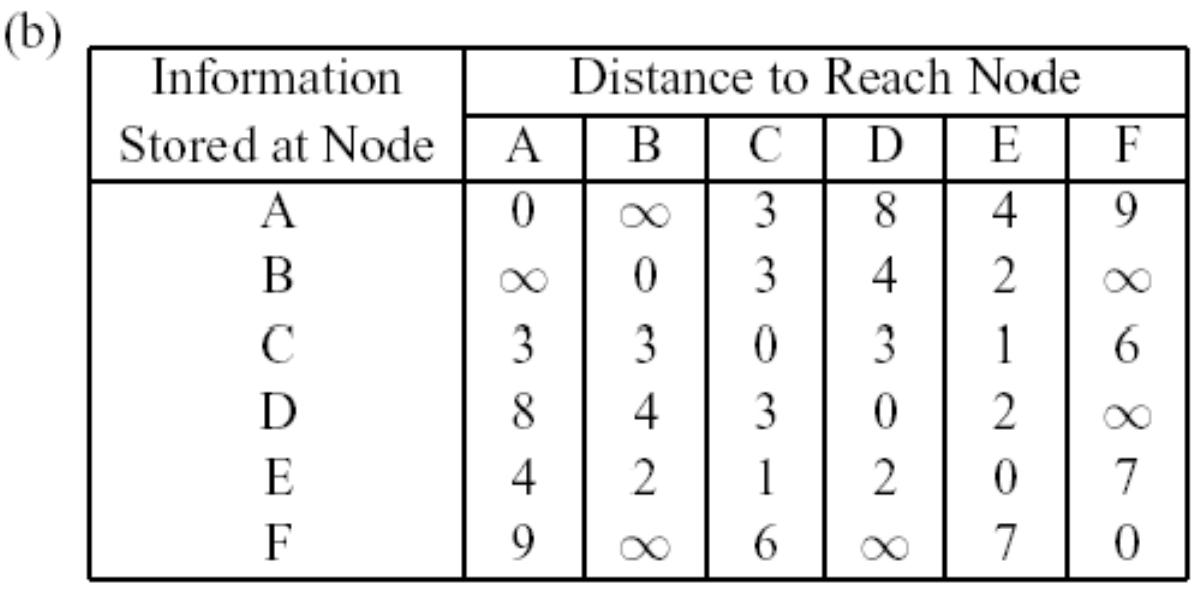 (b)
Information Distance to Reach Node
Stored at Node A B C D E F
A 0 ∞ 3 8 4 9
B ∞ 0 3 4 2 ∞
C 3 3 0 3 1 6
D 8 4 3 0 2 ∞
E 4 2 1 2 0 7
F 9 ∞ 6 ∞ 7 0